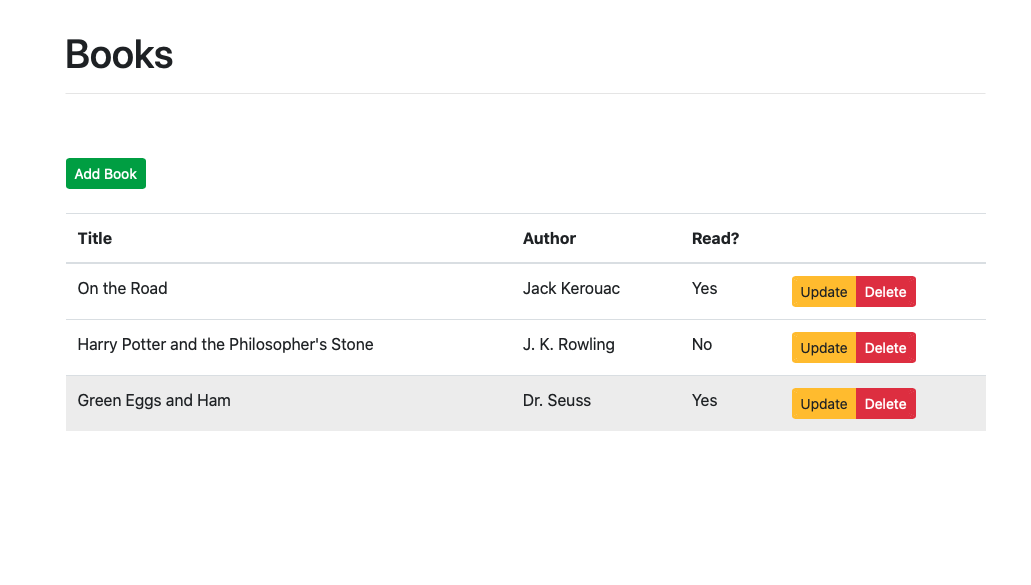 Books
Add Book
Title Author Read?
On the Road Jack Kerouac Yes Update Delete
Harry Potter and the Philosopher's Stone J. K. Rowling No Update Delete
Green Eggs and Ham Dr. Seuss Yes Update Delete